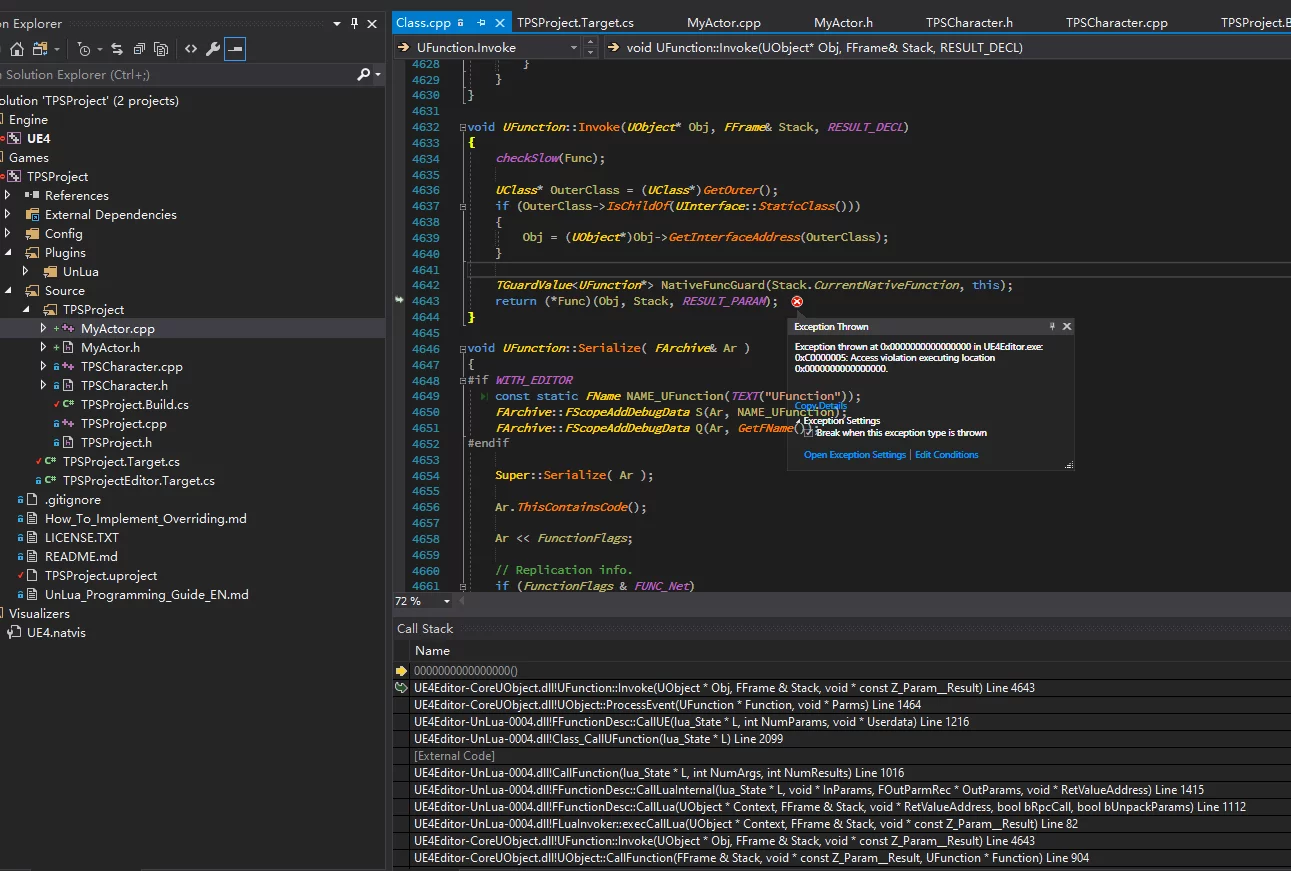 on Explorer
Solution Explorer (Ctrl+;)
olution 'TPSProject' (2 projects)
Engine
UE4
Games
TPSProject
References
External Dependencies
Config
Plugins
UnLua
Source
TPSProject
MyActor.cpp
MyActor.h
TPSCharacter.cpp
TPSCharacter.h
TPSProject.Build.cs
TPSProject.cpp
TPSProject.h
TPSProject.Target.cs
TPSProjectEditor.Target.cs
.gitignore
How_To_Implement_Overriding.md
LICENSE.TXT
README.md
TPSProject.uproject
UnLua_Programming_Guide_EN.md
Visualizers
UE4.natvis
Class.cpp TPSProject.Target.cs MyActor.cpp MyActor.h TPSCharacter.h TPSCharacter.cpp TPSProject.B
UFunction.Invoke void UFunction::Invoke(UObject* Obj, FFrame& Stack, RESULT_DECL)
4628 }
4629 }
4630 }
4631
4632 void UFunction::Invoke(UObject* Obj, FFrame& Stack, RESULT_DECL)
4633 {
4634 checkSlow(Func);
4635
4636 UClass* OuterClass = (UClass*)GetOuter();
4637 if (OuterClass->IsChildOf(UInterface::StaticClass()))
4638 {
4639 Obj = (UObject*)Obj->GetInterfaceAddress(OuterClass);
4640 }
4641
4642 TGuardValue<UFunction*> NativeFuncGuard(Stack.CurrentNativeFunction, this);
4643 return (*Func)(Obj, Stack, RESULT_PARAM);
4644 }
4645
4646 void UFunction::Serialize( FArchive& Ar )
4647 {
4648 #if WITH_EDITOR
4649 const static FName NAME_UFunction(TEXT("UFunction"));
4650 FArchive::FScopeAddDebugData S(Ar, NAME_UFunction);
4651 FArchive::FScopeAddDebugData Q(Ar, GetFName());
4652 #endif
4653
4654 Super::Serialize( Ar );
4655
4656 Ar.ThisContainsCode();
4657
4658 Ar << FunctionFlags;
4659
4660 // Replication info.
4661 if (FunctionFlags & FUNC_Net)
Exception Thrown
Exception thrown at 0x0000000000000000 in UE4Editor.exe:
0xC0000005: Access violation executing location
0x0000000000000000.
Copy Details
Exception Settings
Break when this exception type is thrown
Open Exception Settings | Edit Conditions
72 %
Call Stack
Name
0000000000000000()
UE4Editor-CoreUObject.dll!UFunction::Invoke(UObject * Obj, FFrame & Stack, void * const Z_Param__Result) Line 4643
UE4Editor-CoreUObject.dll!UObject::ProcessEvent(UFunction * Function, void * Parms) Line 1464
UE4Editor-UnLua-0004.dll!FFunctionDesc::CallUE(lua_State * L, int NumParams, void * Userdata) Line 1216
UE4Editor-UnLua-0004.dll!Class_CallUFunction(lua_State * L) Line 2099
[External Code]
UE4Editor-UnLua-0004.dll!CallFunction(lua_State * L, int NumArgs, int NumResults) Line 1016
UE4Editor-UnLua-0004.dll!FFunctionDesc::CallLuaInternal(lua_State * L, void * InParams, FOutParmRec * OutParams, void * RetValueAddress) Line 1415
UE4Editor-UnLua-0004.dll!FFunctionDesc::CallLua(UObject * Context, FFrame & Stack, void * RetValueAddress, bool bRpcCall, bool bUnpackParams) Line 1112
UE4Editor-UnLua-0004.dll!FLuaInvoker::execCallLua(UObject * Context, FFrame & Stack, void * const Z_Param__Result) Line 82
UE4Editor-CoreUObject.dll!UFunction::Invoke(UObject * Obj, FFrame & Stack, void * const Z_Param__Result) Line 4643
UE4Editor-CoreUObject.dll!UObject::CallFunction(FFrame & Stack, void * const Z_Param__Result, UFunction * Function) Line 904